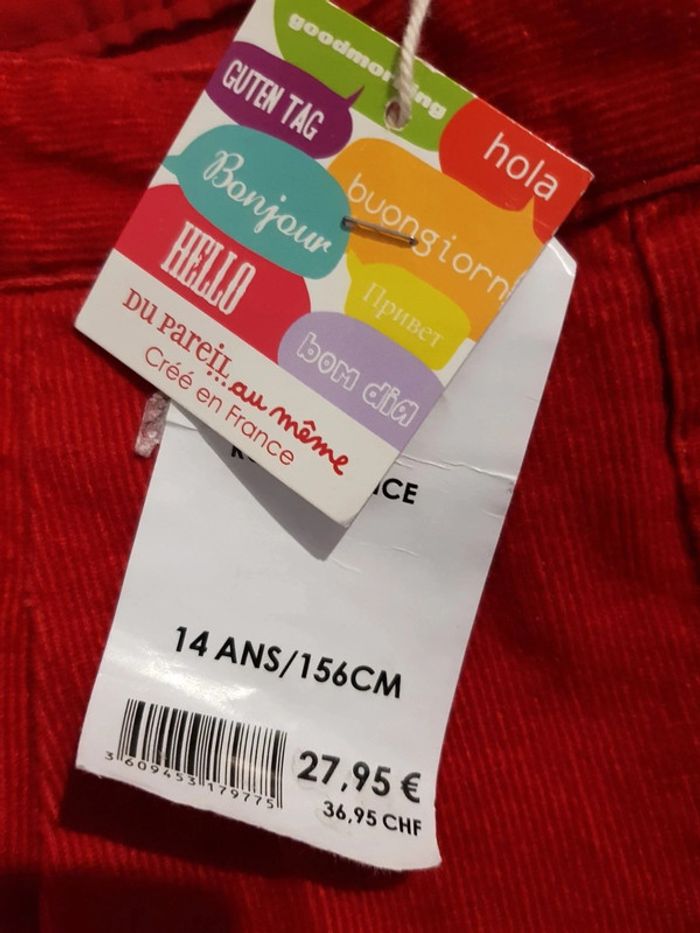 goodmorning
GUTEN TAG
hola
Bonjour
buongiorn
HELLO
Привет
bom dia
DU PAREIL...au même
Créé en France
14 ANS/156CM
27,95 €
36,95 CHF
3 609453 179775